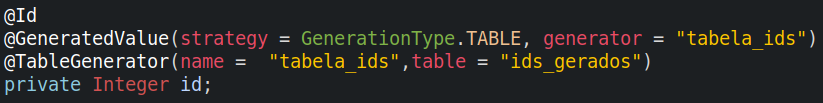 @Id
@GeneratedValue(strategy = GenerationType.TABLE, generator = "tabela_ids")
@TableGenerator(name =  "tabela_ids",table = "ids_gerados")
private Integer id;